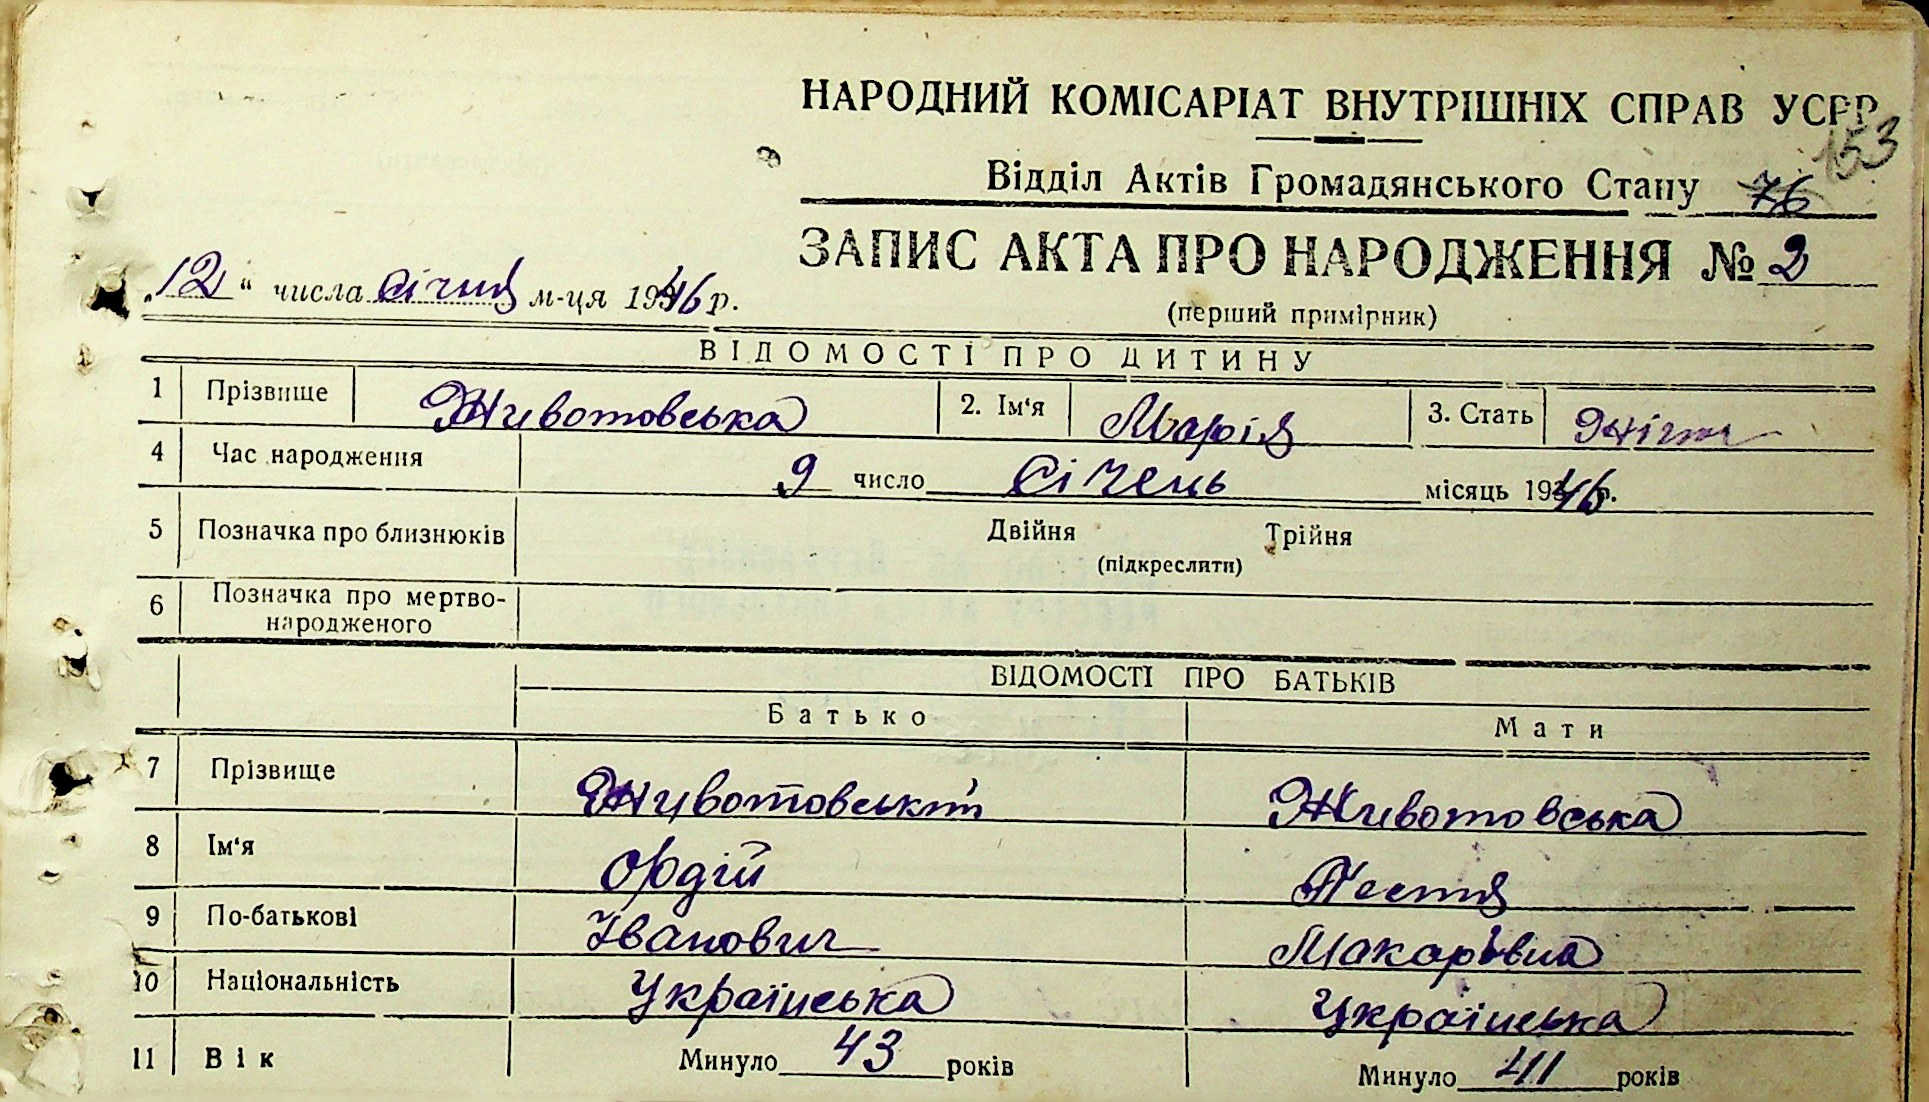 НАРОДНИЙ КОМІСАРІАТ ВНУТРІШНІХ СПРАВ УСРР
153
Відділ Актів Громадянського Стану 76
ЗАПИС АКТА ПРО НАРОДЖЕННЯ № 2
„12“ числа січня м-ця 1946 р.
(перший примірник)
ВІДОМОСТІ ПРО ДИТИНУ
1 Прізвище Животовська 2. Ім‘я Марія 3. Стать Жіноч
4 Час народження 9 число січень місяць 1946 р.
5 Позначка про близнюків Двійня Трійня
(підкреслити)
6 Позначка про мертво-
народженого
ВІДОМОСТІ ПРО БАТЬКІВ
Батько Мати
7 Прізвище Животовський Животовська
8 Ім‘я Ордій
9 По-батькові Іванович Макарівна
10 Національність Українська Українська
11 Вік Минуло 43 років Минуло 41 років